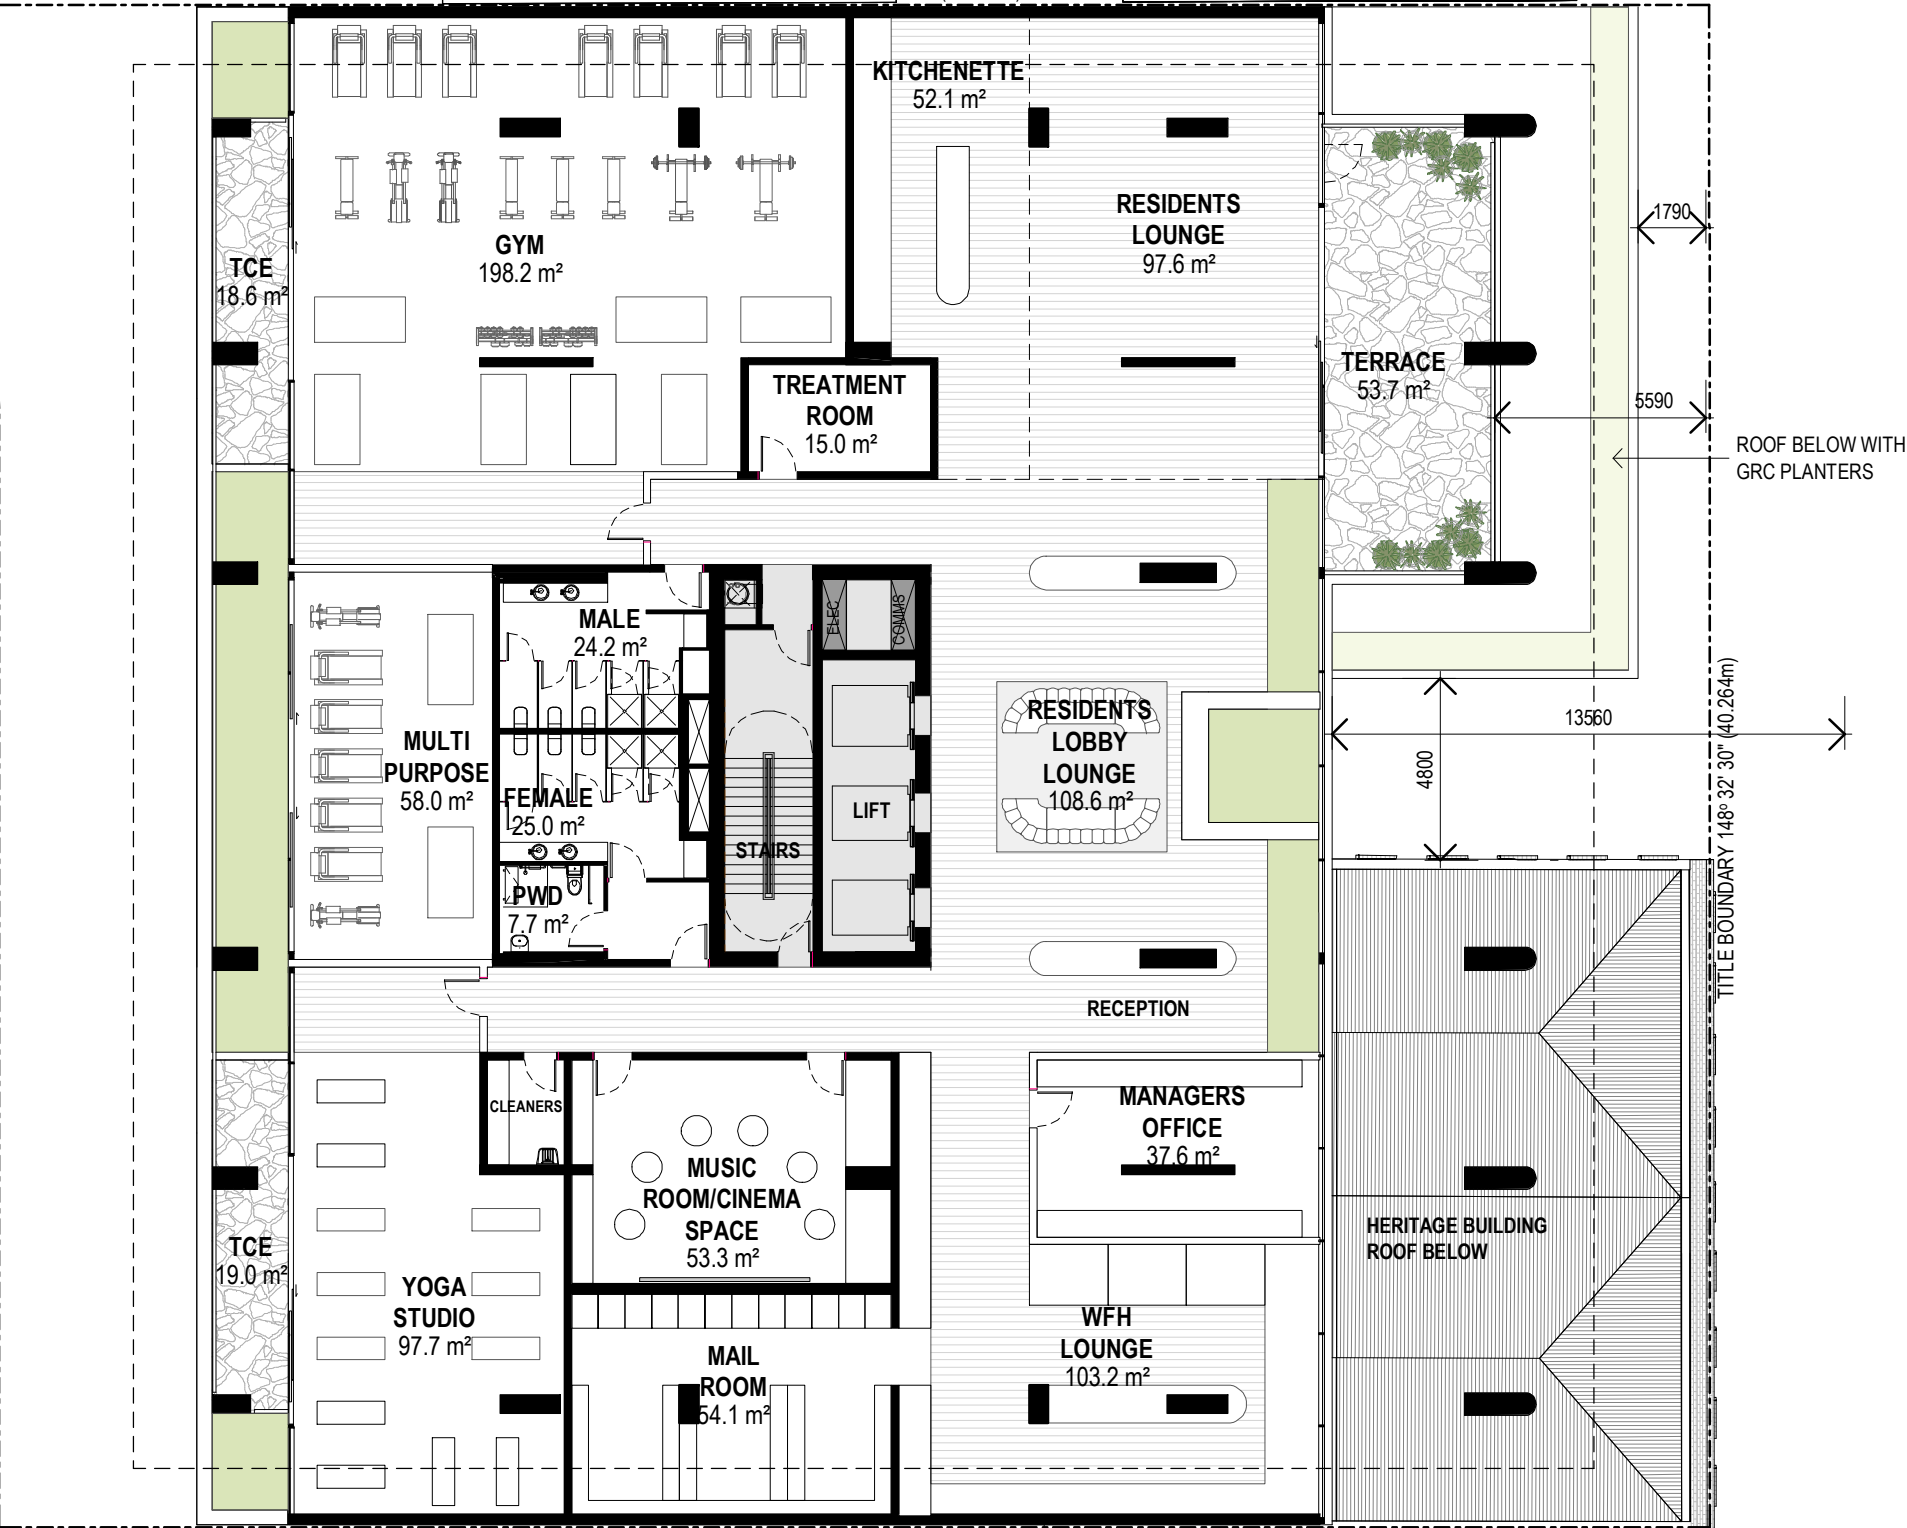 KITCHENETTE
52.1 m²
RESIDENTS
LOUNGE
97.6 m²
1790
GYM
198.2 m²
TCE
18.6 m²
TERRACE
53.7 m²
5590
TREATMENT
ROOM
15.0 m²
ROOF BELOW WITH
GRC PLANTERS
MALE
24.2 m²
ELEC
COMMS
RESIDENTS
LOBBY
LOUNGE
108.6 m²
13560
4800
TITLE BOUNDARY 148º 32' 30" (40.264m)
MULTI
PURPOSE
58.0 m²
FEMALE
25.0 m²
LIFT
STAIRS
PWD
7.7 m²
RECEPTION
CLEANERS
MANAGERS
OFFICE
37.6 m²
MUSIC
ROOM/CINEMA
SPACE
53.3 m²
TCE
19.0 m²
HERITAGE BUILDING
ROOF BELOW
YOGA
STUDIO
97.7 m²
WFH
LOUNGE
103.2 m²
MAIL
ROOM
54.1 m²